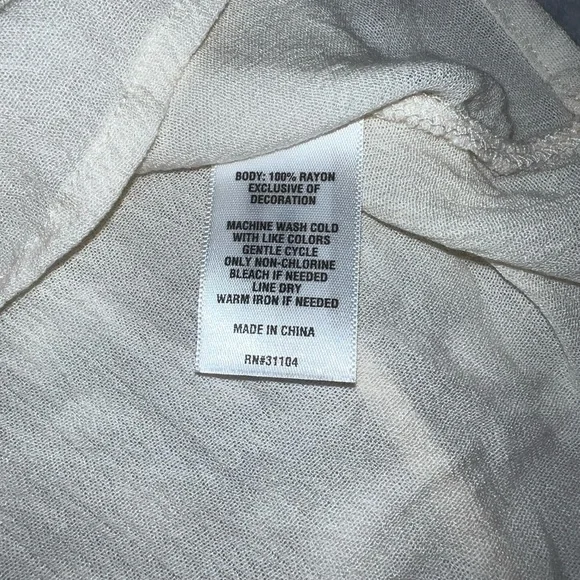 BODY: 100% RAYON
EXCLUSIVE OF
DECORATION
MACHINE WASH COLD
WITH LIKE COLORS
GENTLE CYCLE
ONLY NON-CHLORINE
BLEACH IF NEEDED
LINE DRY
WARM IRON IF NEEDED
MADE IN CHINA
RN#31104